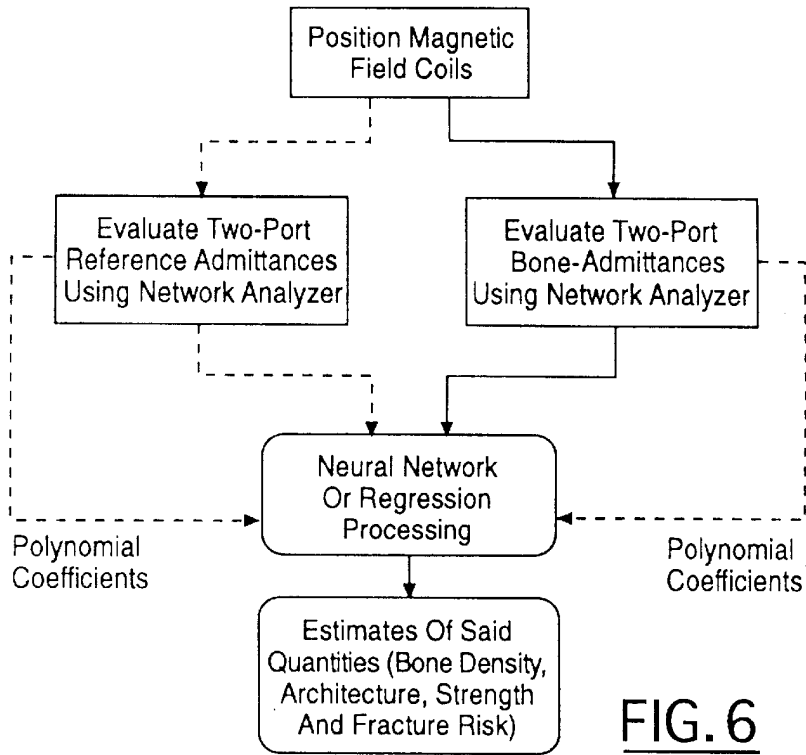 Position Magnetic
Field Coils
Evaluate Two-Port
Reference Admittances
Using Network Analyzer
Evaluate Two-Port
Bone-Admittances
Using Network Analyzer
Neural Network
Or Regression
Processing
Polynomial
Coefficients
Polynomial
Coefficients
Estimates Of Said
Quantities (Bone Density,
Architecture, Strength
And Fracture Risk)
FIG. 6